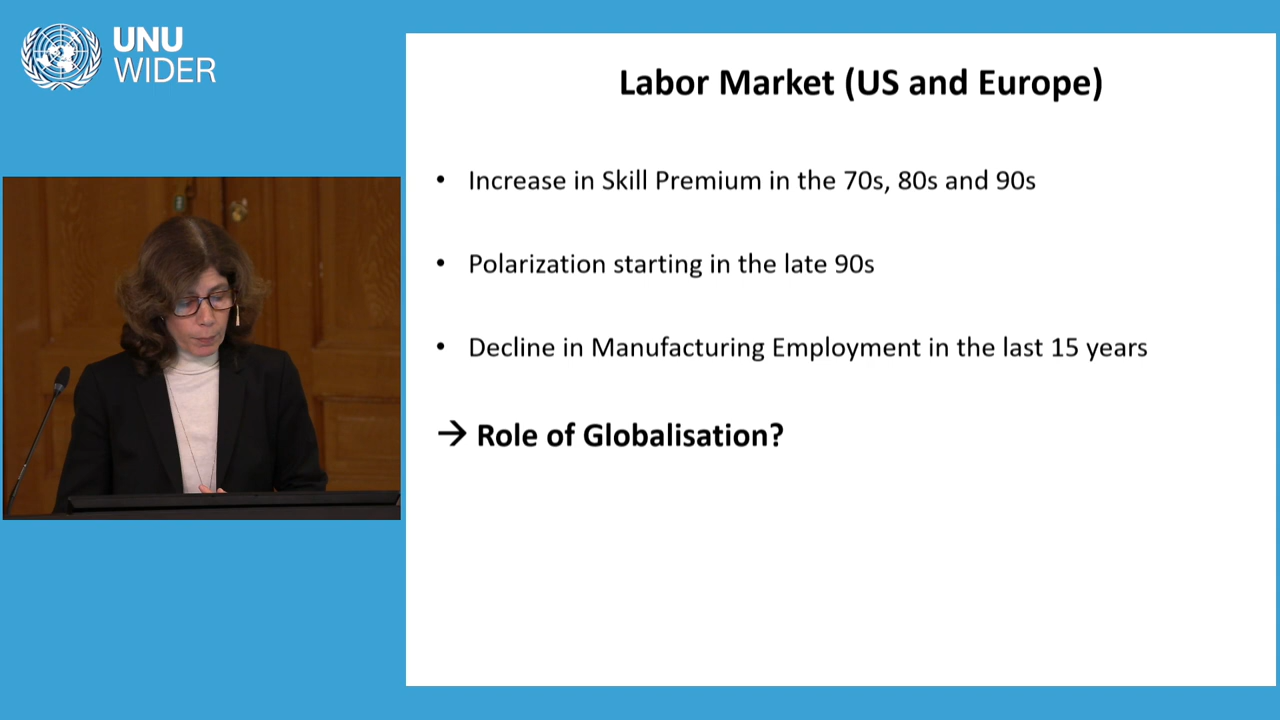 UNU
WIDER
Labor Market (US and Europe)
• Increase in Skill Premium in the 70s, 80s and 90s
• Polarization starting in the late 90s
• Decline in Manufacturing Employment in the last 15 years
→ Role of Globalisation?